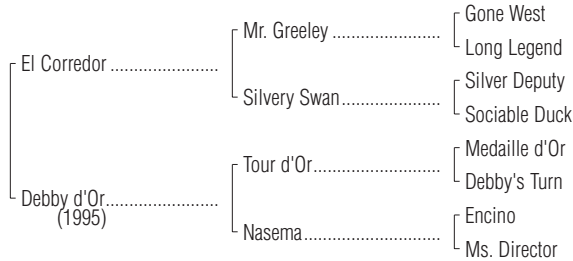 Gone West
Mr. Greeley ....................
Long Legend
El Corredor ....................
Silver Deputy
Silvery Swan ..................
Sociable Duck
Medaille d'Or
Tour d'Or ........................
Debby's Turn
Debby d'Or .....................
(1995)
Encino
Nasema ..........................
Ms. Director